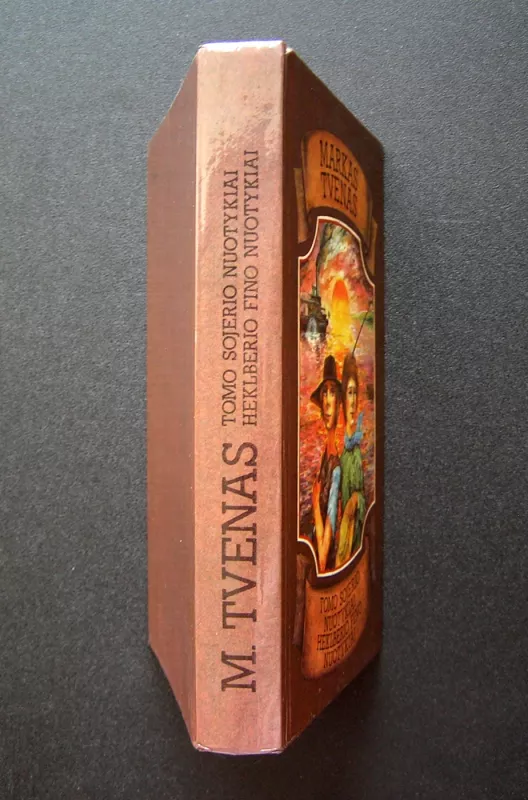 M. TVENAS
TOMO SOJERIO NUOTYKIAI
HEKLBERIO FINO NUOTYKIAI
MARKAS
TVENAS
TOMO SOJERIO
NUOTYKIAI
HEKLBERIO FINO
NUOTYKIAI